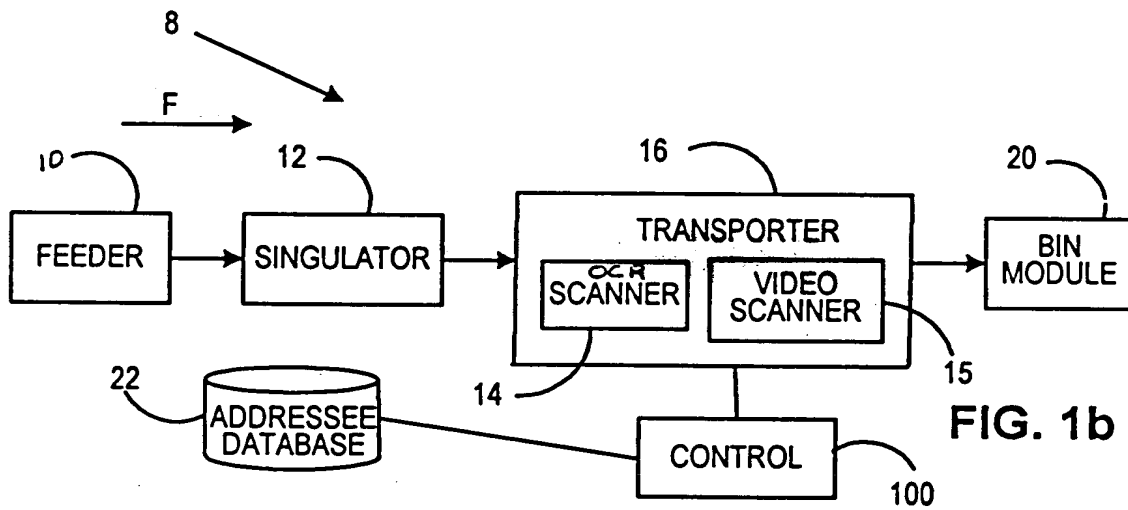 8
F
10
12
16
20
FEEDER
SINGULATOR
TRANSPORTER
OCR
SCANNER
VIDEO
SCANNER
BIN
MODULE
22
14
15
ADDRESSEE
DATABASE
CONTROL
100
FIG. 1b